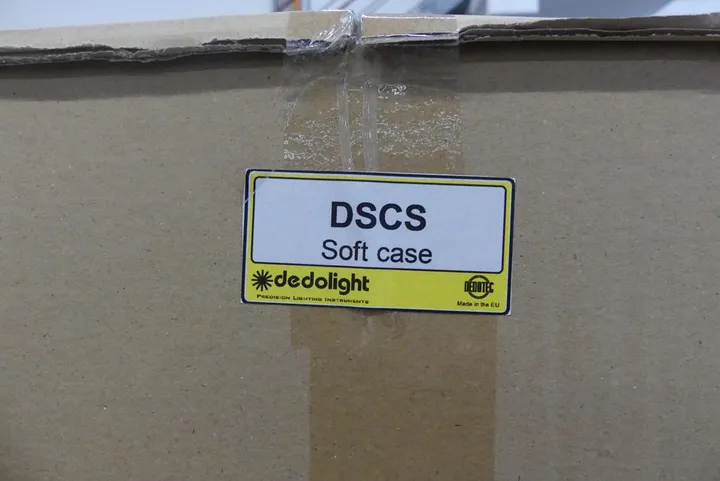 DSCS
Soft case
dedolight
PRECISION LIGHTING INSTRUMENTS
DEDOTEC
Made in the EU